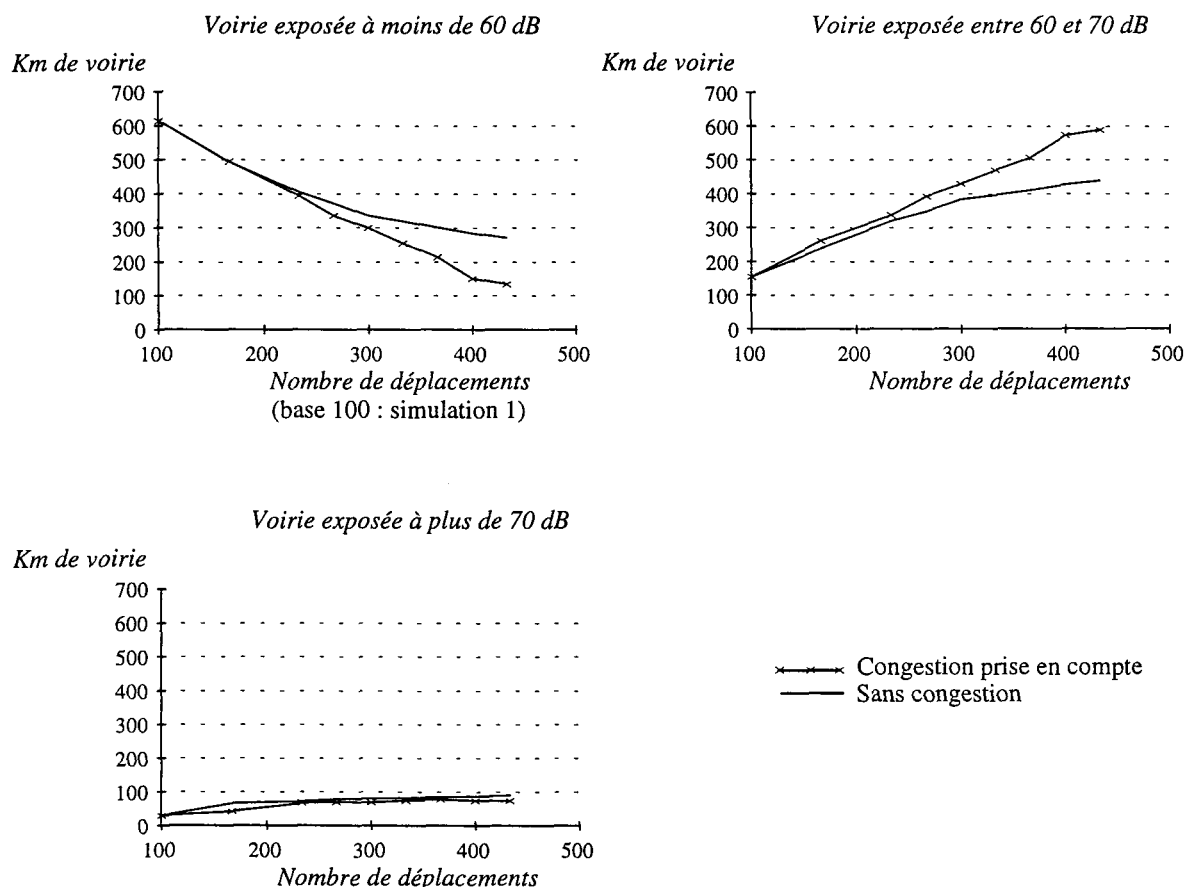 Voirie exposée à moins de 60 dB
Km de voirie
700
600
500
400
300
200
100
0
100 200 300 400 500
Nombre de déplacements
(base 100 : simulation 1)
Voirie exposée entre 60 et 70 dB
Km de voirie
700
600
500
400
300
200
100
0
100 200 300 400 500
Nombre de déplacements
Voirie exposée à plus de 70 dB
Km de voirie
700
600
500
400
300
200
100
0
100 200 300 400 500
Nombre de déplacements
Congestion prise en compte
Sans congestion